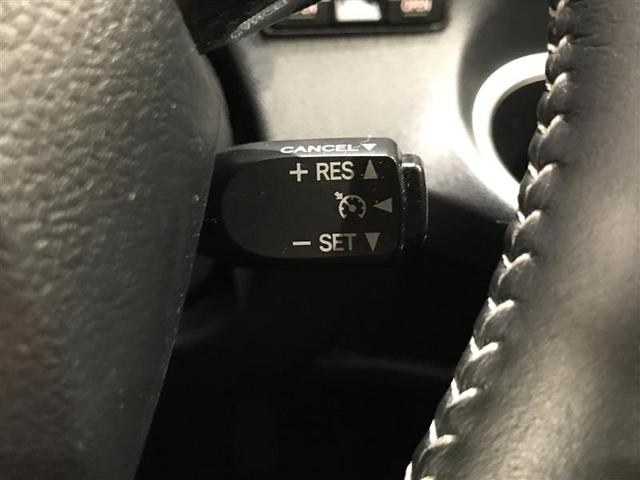 CANCEL▼
+ RES ▲
◀
− SET ▼